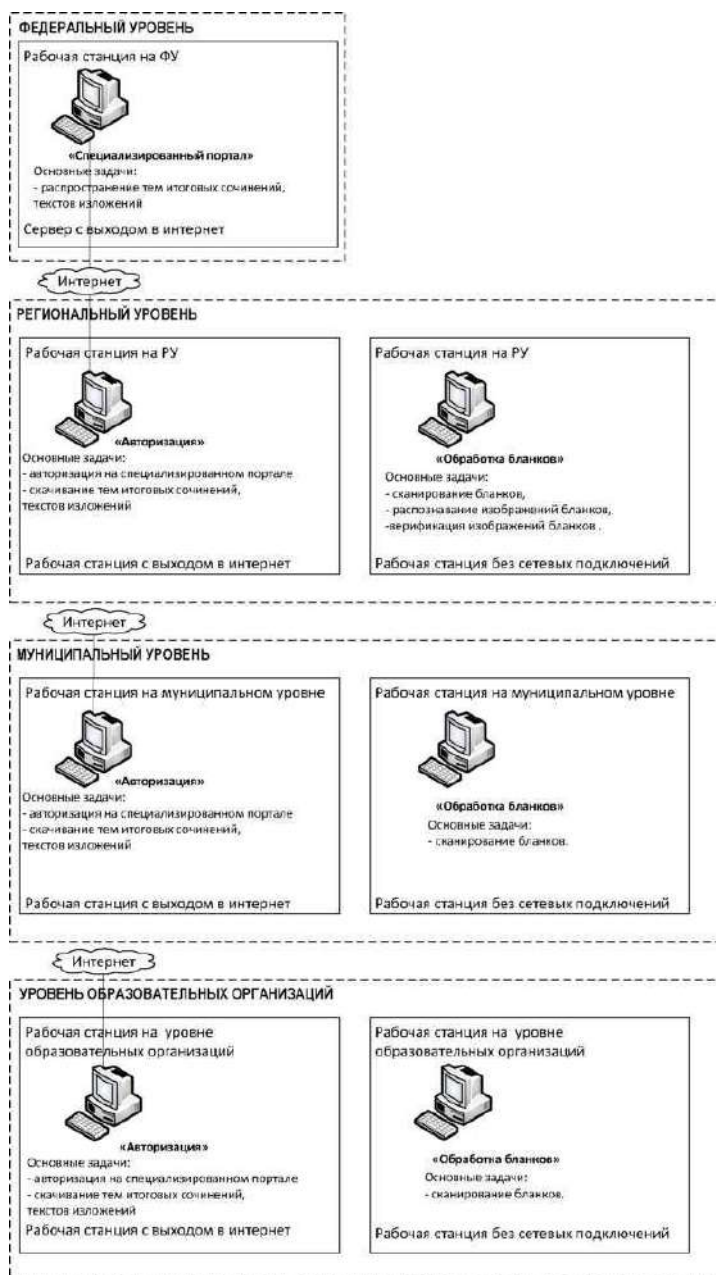 ФЕДЕРАЛЬНЫЙ УРОВЕНЬ
Рабочая станция на ФУ
«Специализированный портал»
Основные задачи:
- распространение тем итоговых сочинений,
текстов изложений
Сервер с выходом в интернет
Интернет
РЕГИОНАЛЬНЫЙ УРОВЕНЬ
Рабочая станция на РУ
«Авторизация»
Основные задачи:
- авторизация на специализированном портале
- скачивание тем итоговых сочинений,
текстов изложений
Рабочая станция с выходом в интернет
Рабочая станция на РУ
«Обработка бланков»
Основные задачи:
- сканирование бланков,
- распознавание изображений бланков,
-верификация изображений бланков .
Рабочая станция без сетевых подключений
Интернет
МУНИЦИПАЛЬНЫЙ УРОВЕНЬ
Рабочая станция на муниципальном уровне
«Авторизация»
Основные задачи:
- авторизация на специализированном портале
- скачивание тем итоговых сочинений,
текстов изложений
Рабочая станция с выходом в интернет
Рабочая станция на муниципальном уровне
«Обработка бланков»
Основные задачи:
- сканирование бланков.
Рабочая станция без сетевых подключений
Интернет
УРОВЕНЬ ОБРАЗОВАТЕЛЬНЫХ ОРГАНИЗАЦИЙ
Рабочая станция на уровне
образовательных организаций
«Авторизация»
Основные задачи:
- авторизация на специализированном портале
- скачивание тем итоговых сочинений,
текстов изложений
Рабочая станция с выходом в интернет
Рабочая станция на уровне
образовательных организаций
«Обработка бланков»
Основные задачи:
- сканирование бланков.
Рабочая станция без сетевых подключений